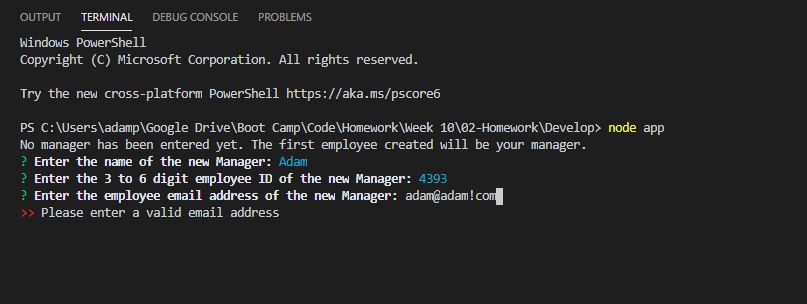 OUTPUT TERMINAL DEBUG CONSOLE PROBLEMS
Windows PowerShell
Copyright (C) Microsoft Corporation. All rights reserved.
Try the new cross-platform PowerShell https://aka.ms/pscore6
PS C:\Users\adamp\Google Drive\Boot Camp\Code\Homework\Week 10\02-Homework\Develop> node app
No manager has been entered yet. The first employee created will be your manager.
? Enter the name of the new Manager: Adam
? Enter the 3 to 6 digit employee ID of the new Manager: 4393
? Enter the employee email address of the new Manager: adam@adam!com
>> Please enter a valid email address